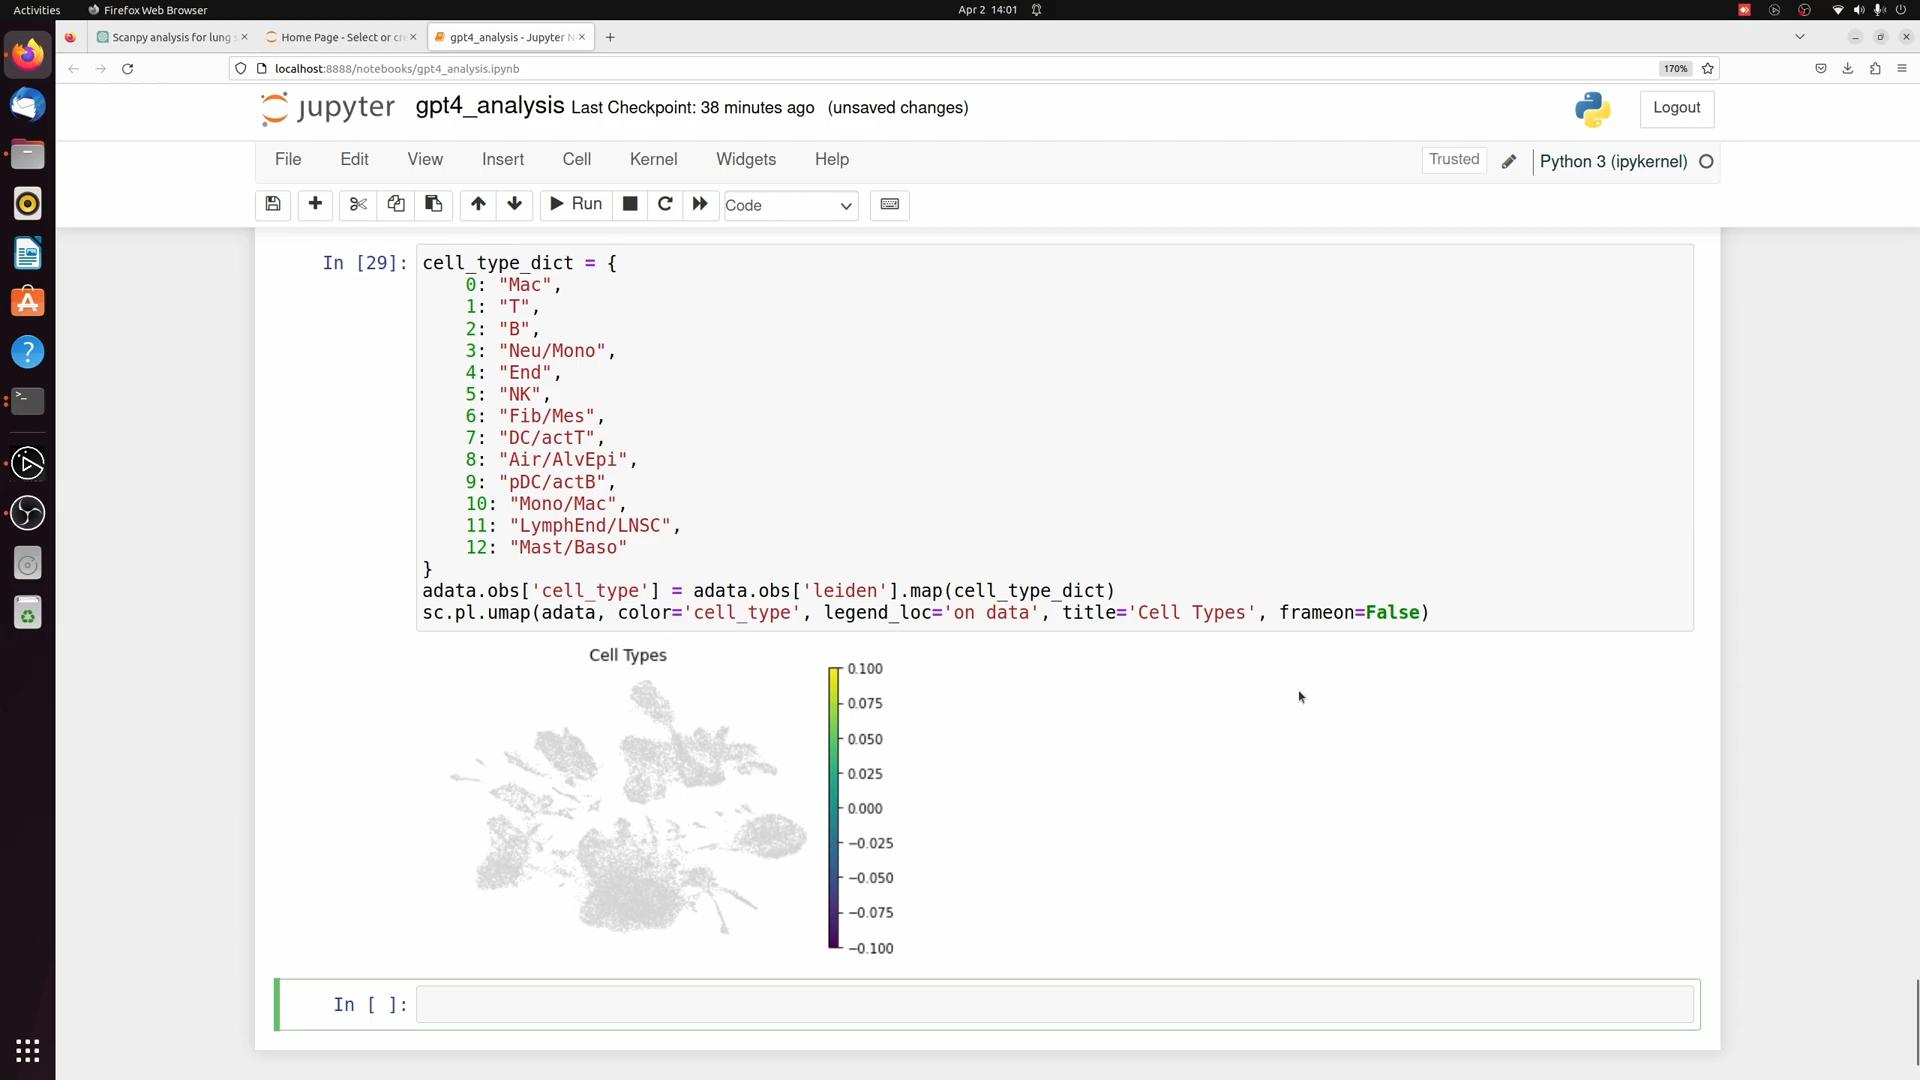 Activities
Firefox Web Browser
Apr 2 14:01
Scanpy analysis for lung s
Home Page - Select or cre
gpt4_analysis - Jupyter N
localhost:8888/notebooks/gpt4_analysis.ipynb
170%
jupyter
gpt4_analysis Last Checkpoint: 38 minutes ago (unsaved changes)
Logout
File Edit View Insert Cell Kernel Widgets Help
Trusted
Python 3 (ipykernel)
Run
Code
In [29]:
cell_type_dict = {
0: "Mac",
1: "T",
2: "B",
3: "Neu/Mono",
4: "End",
5: "NK",
6: "Fib/Mes",
7: "DC/actT",
8: "Air/AlvEpi",
9: "pDC/actB",
10: "Mono/Mac",
11: "LymphEnd/LNSC",
12: "Mast/Baso"
}
adata.obs['cell_type'] = adata.obs['leiden'].map(cell_type_dict)
sc.pl.umap(adata, color='cell_type', legend_loc='on data', title='Cell Types', frameon=False)
Cell Types
0.100
0.075
0.050
0.025
0.000
−0.025
−0.050
−0.075
−0.100
In [ ]: